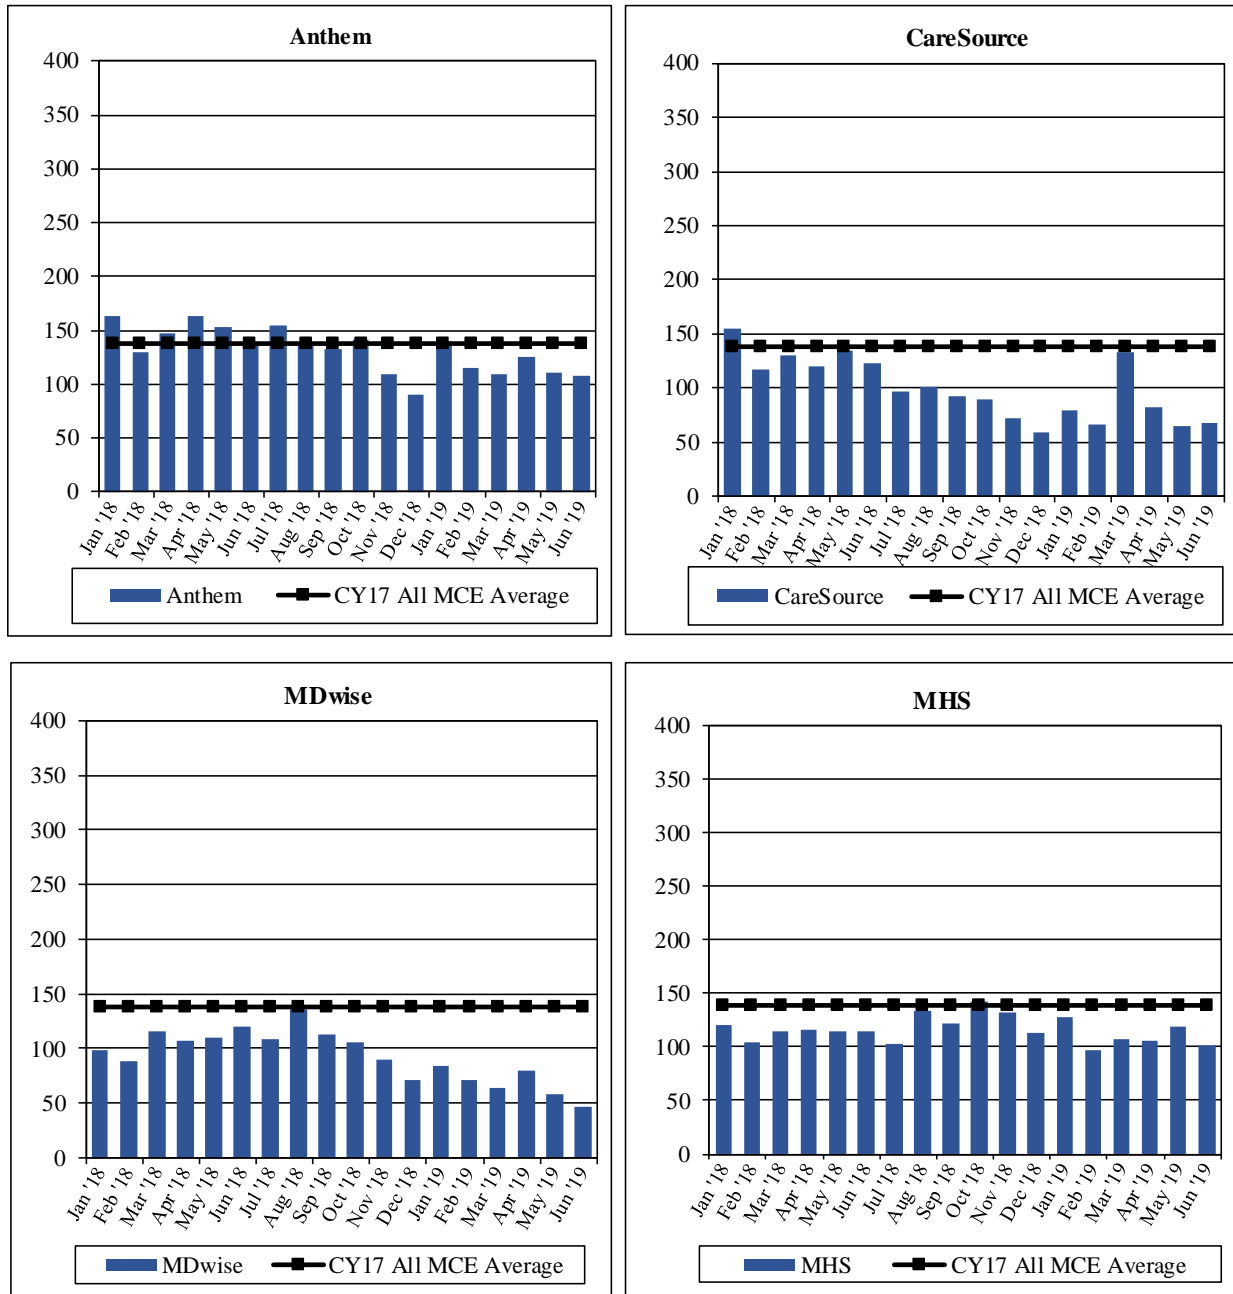 Anthem
400
350
300
250
200
150
100
50
0
Jan '18
Feb '18
Mar '18
Apr '18
May '18
Jun '18
Jul '18
Aug '18
Sep '18
Oct '18
Nov '18
Dec '18
Jan '19
Feb '19
Mar '19
Apr '19
May '19
Jun '19
Anthem
CY17 All MCE Average
CareSource
400
350
300
250
200
150
100
50
0
Jan '18
Feb '18
Mar '18
Apr '18
May '18
Jun '18
Jul '18
Aug '18
Sep '18
Oct '18
Nov '18
Dec '18
Jan '19
Feb '19
Mar '19
Apr '19
May '19
Jun '19
CareSource
CY17 All MCE Average
MDwise
400
350
300
250
200
150
100
50
0
Jan '18
Feb '18
Mar '18
Apr '18
May '18
Jun '18
Jul '18
Aug '18
Sep '18
Oct '18
Nov '18
Dec '18
Jan '19
Feb '19
Mar '19
Apr '19
May '19
Jun '19
MDwise
CY17 All MCE Average
MHS
400
350
300
250
200
150
100
50
0
Jan '18
Feb '18
Mar '18
Apr '18
May '18
Jun '18
Jul '18
Aug '18
Sep '18
Oct '18
Nov '18
Dec '18
Jan '19
Feb '19
Mar '19
Apr '19
May '19
Jun '19
MHS
CY17 All MCE Average